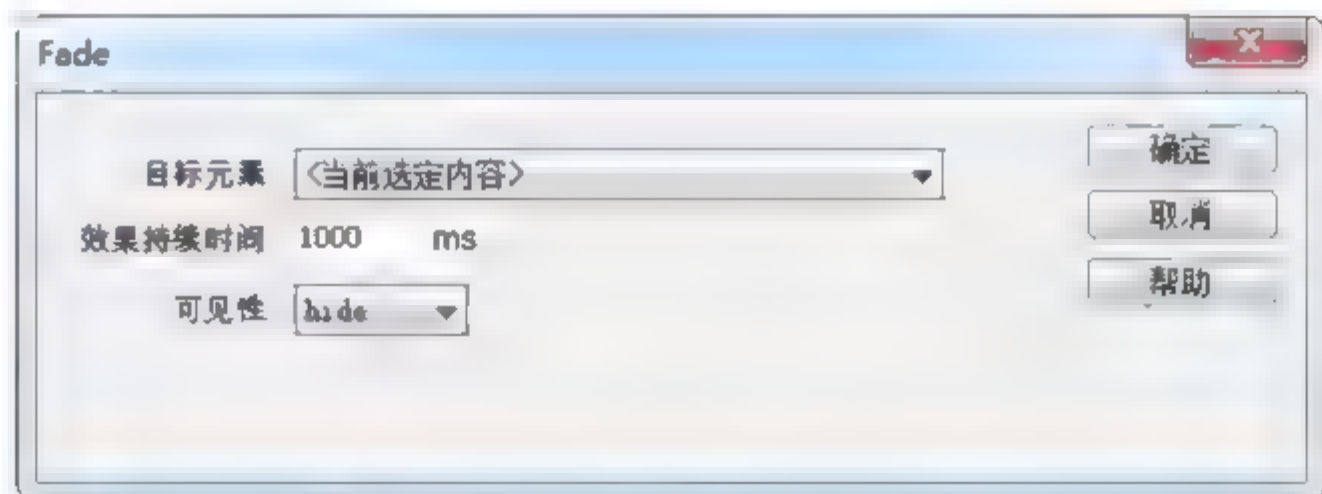 Fade
目标元素 <当前选定内容>
效果持续时间 1000 ms
可见性 hide
确定
取消
帮助